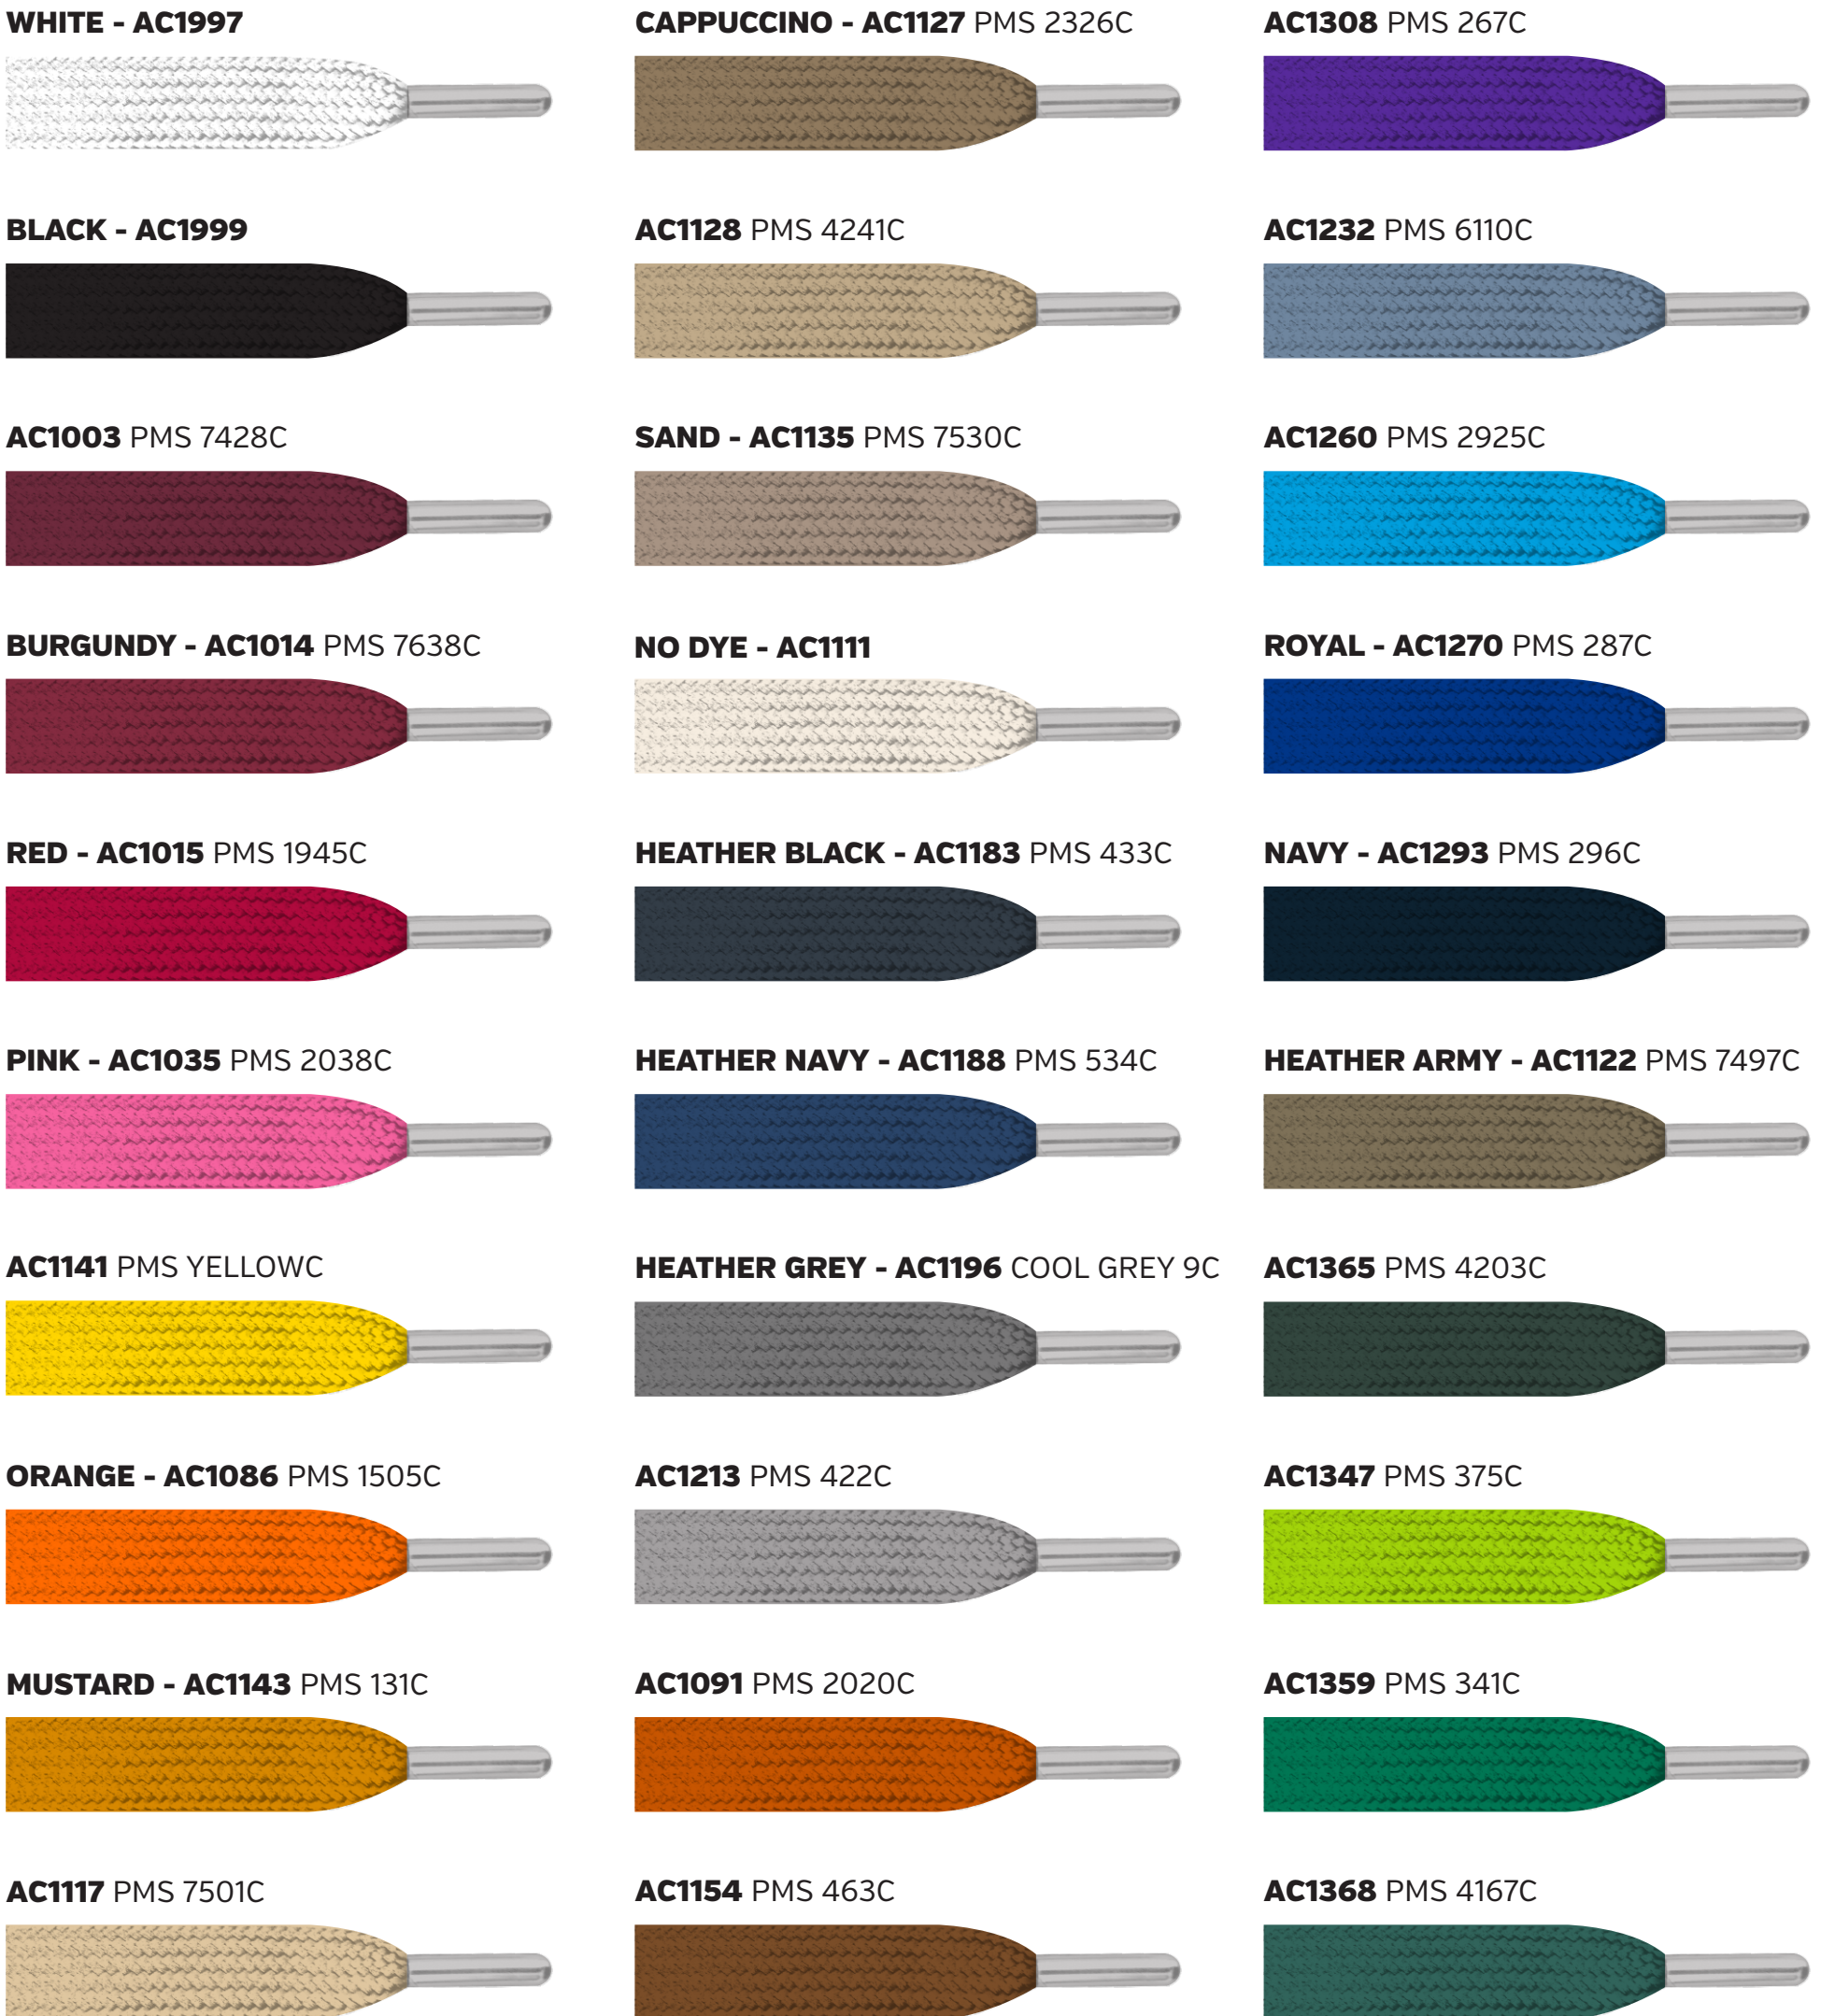 WHITE - AC1997
CAPPUCCINO - AC1127 PMS 2326C
AC1308 PMS 267C
BLACK - AC1999
AC1128 PMS 4241C
AC1232 PMS 6110C
AC1003 PMS 7428C
SAND - AC1135 PMS 7530C
AC1260 PMS 2925C
BURGUNDY - AC1014 PMS 7638C
NO DYE - AC1111
ROYAL - AC1270 PMS 287C
RED - AC1015 PMS 1945C
HEATHER BLACK - AC1183 PMS 433C
NAVY - AC1293 PMS 296C
PINK - AC1035 PMS 2038C
HEATHER NAVY - AC1188 PMS 534C
HEATHER ARMY - AC1122 PMS 7497C
AC1141 PMS YELLOWC
HEATHER GREY - AC1196 COOL GREY 9C
AC1365 PMS 4203C
ORANGE - AC1086 PMS 1505C
AC1213 PMS 422C
AC1347 PMS 375C
MUSTARD - AC1143 PMS 131C
AC1091 PMS 2020C
AC1359 PMS 341C
AC1117 PMS 7501C
AC1154 PMS 463C
AC1368 PMS 4167C